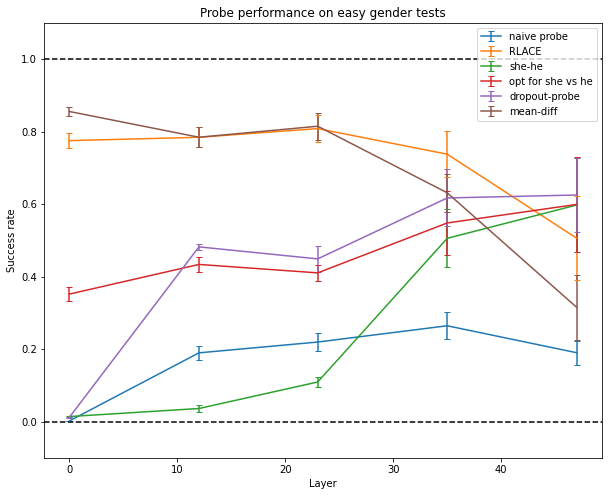 Probe performance on easy gender tests
naive probe
RLACE
she-he
opt for she vs he
dropout-probe
mean-diff
Success rate
1.0
0.8
0.6
0.4
0.2
0.0
0
10
20
30
40
Layer